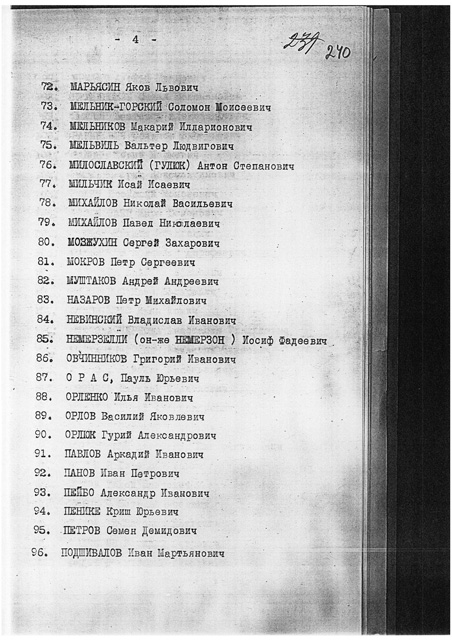 - 4 -
231
240
72. МАРЬЯСИН Яков Львович
73. МЕЛЬНИК-ГОРСКИЙ Соломон Моисеевич
74. МЕЛЬНИКОВ Макарий Илларионович
75. МЕЛЬВИЛЬ Вальтер Людвигович
76. МИЛОСЛАВСКИЙ (ГУЛЮК) Антон Степанович
77. МИЛЬЧИК Исай Исаевич
78. МИХАЙЛОВ Николай Васильевич
79. МИХАЙЛОВ Павел Николаевич
80. МОЗЖУХИН Сергей Захарович
81. МОКРОВ Петр Сергеевич
82. МУШТАКОВ Андрей Андреевич
83. НАЗАРОВ Петр Михайлович
84. НЕВИНСКИЙ Владислав Иванович
85. НЕМЕРЗЕЛЛИ (он-же НЕМЕРЗОН ) Иосиф Фадеевич
86. ОВЧИННИКОВ Григорий Иванович
87. О Р А С, Пауль Юрьевич
88. ОРЛЕНКО Илья Иванович
89. ОРЛОВ Василий Яковлевич
90. ОРЛЮК Гурий Александрович
91. ПАВЛОВ Аркадий Иванович
92. ПАНОВ Иван Петрович
93. ПЕЙБО Александр Иванович
94. ПЕНИКЕ Криш Юрьевич
95. ПЕТРОВ Семен Демидович
96. ПОДШИВАЛОВ Иван Мартьянович